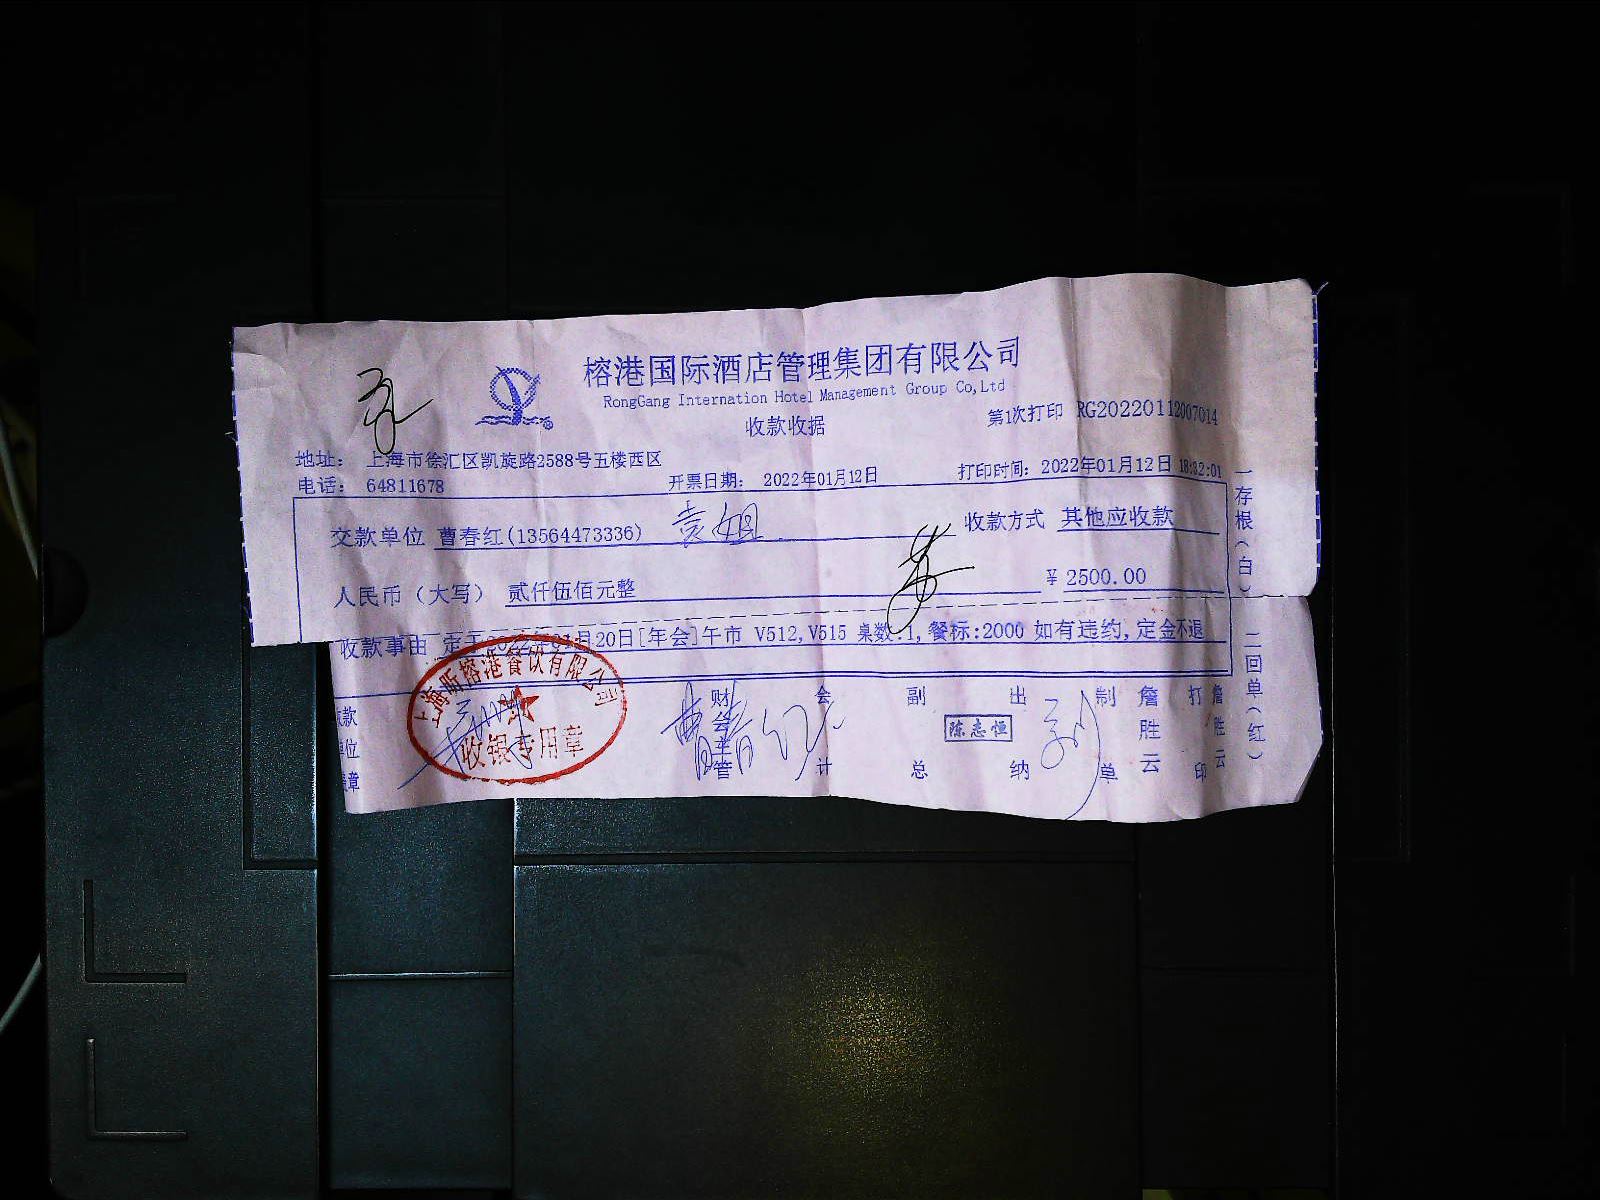 榕港国际酒店管理集团有限公司
RongGang Internation Hotel Management Group Co,Ltd
收款收据
第1次打印 RG20220112007014
地址： 上海市徐汇区凯旋路2588号五楼西区
电话： 64811678
开票日期： 2022年01月12日
打印时间：2022年01月12日 18:32:01
交款单位 曹春红(13564473336) 袁姐
收款方式 其他应收款
人民币（大写） 贰仟伍佰元整
¥ 2500.00
收款事由 定于2022年01月20日[年会]午市 V512,V515 桌数:1,餐标:2000 如有违约,定金不退
一存根（白）
二回单（红）
上海昕榕港餐饮有限公司
收银专用章
财会主管
曹春红
会计
副总
出纳
陈志恒
制单
詹胜云
打印
詹胜云